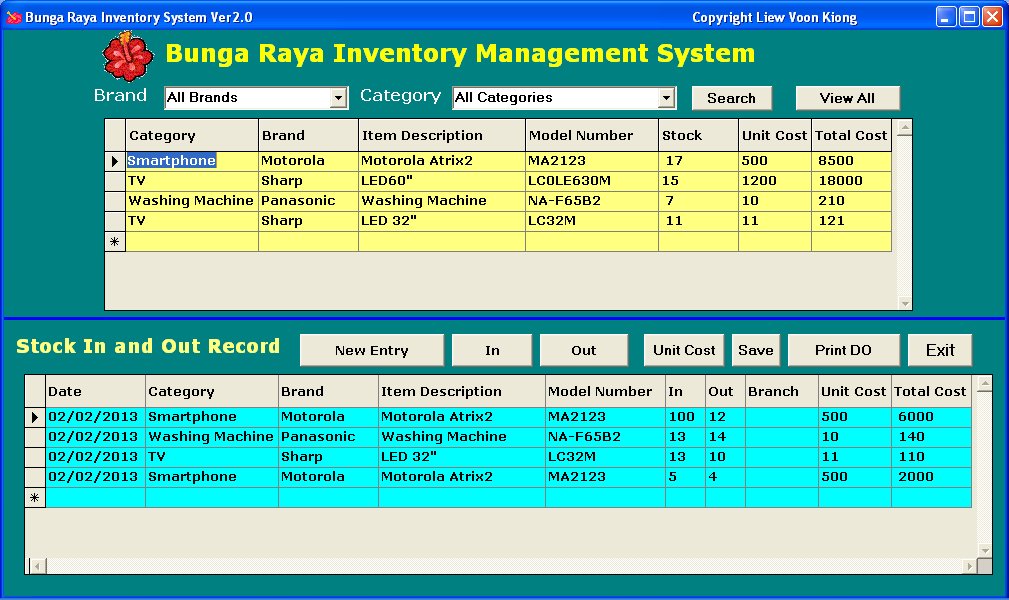 Bunga Raya Inventory System Ver2.0 Copyright Liew Voon Kiong
Bunga Raya Inventory Management System
Brand All Brands Category All Categories Search View All
Category Brand Item Description Model Number Stock Unit Cost Total Cost
Smartphone Motorola Motorola Atrix2 MA2123 17 500 8500
TV Sharp LED60" LC0LE630M 15 1200 18000
Washing Machine Panasonic Washing Machine NA-F65B2 7 10 210
TV Sharp LED 32" LC32M 11 11 121
Stock In and Out Record New Entry In Out Unit Cost Save Print DO Exit
Date Category Brand Item Description Model Number In Out Branch Unit Cost Total Cost
02/02/2013 Smartphone Motorola Motorola Atrix2 MA2123 100 12 500 6000
02/02/2013 Washing Machine Panasonic Washing Machine NA-F65B2 13 14 10 140
02/02/2013 TV Sharp LED 32" LC32M 13 10 11 110
02/02/2013 Smartphone Motorola Motorola Atrix2 MA2123 5 4 500 2000